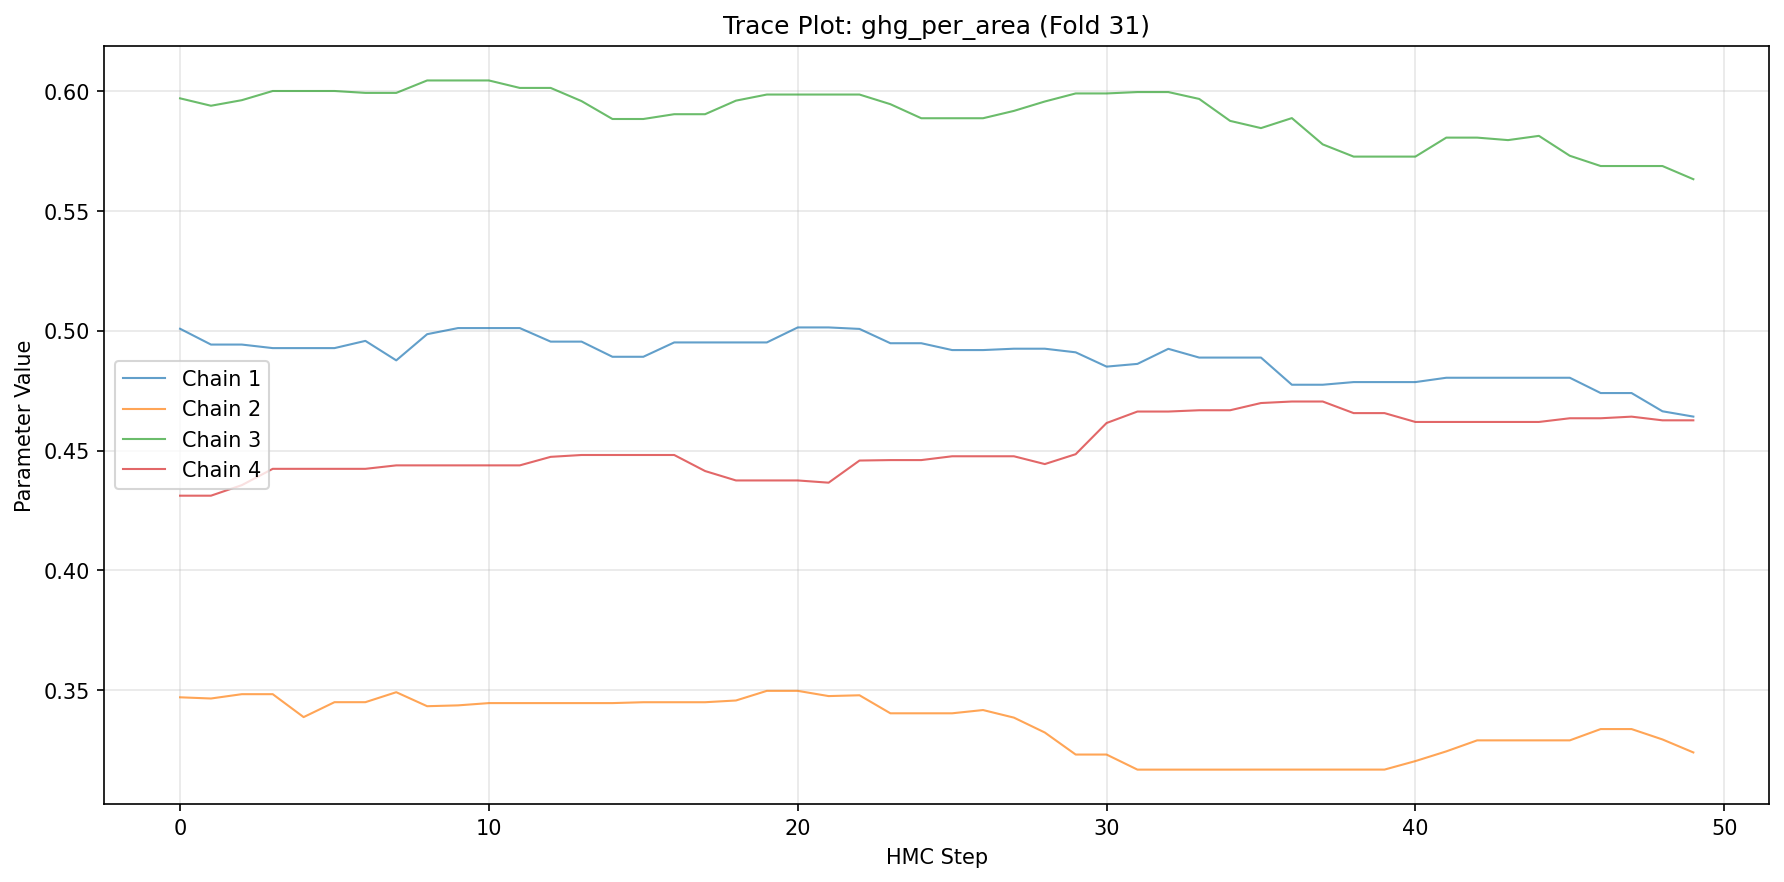 Trace Plot: ghg_per_area (Fold 31)
0.60
0.55
0.50
0.45
0.40
0.35
Parameter Value
Chain 1
Chain 2
Chain 3
Chain 4
0
10
20
30
40
50
HMC Step